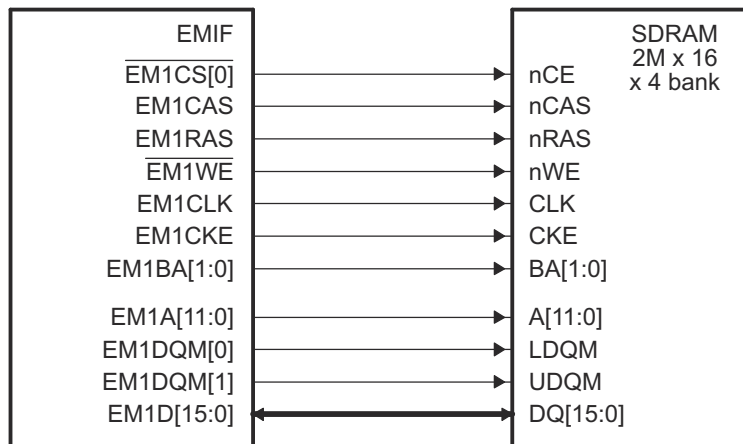 EMIF
EM1CS[0]
EM1CAS
EM1RAS
EM1WE
EM1CLK
EM1CKE
EM1BA[1:0]
EM1A[11:0]
EM1DQM[0]
EM1DQM[1]
EM1D[15:0]
SDRAM
2M x 16
x 4 bank
nCE
nCAS
nRAS
nWE
CLK
CKE
BA[1:0]
A[11:0]
LDQM
UDQM
DQ[15:0]